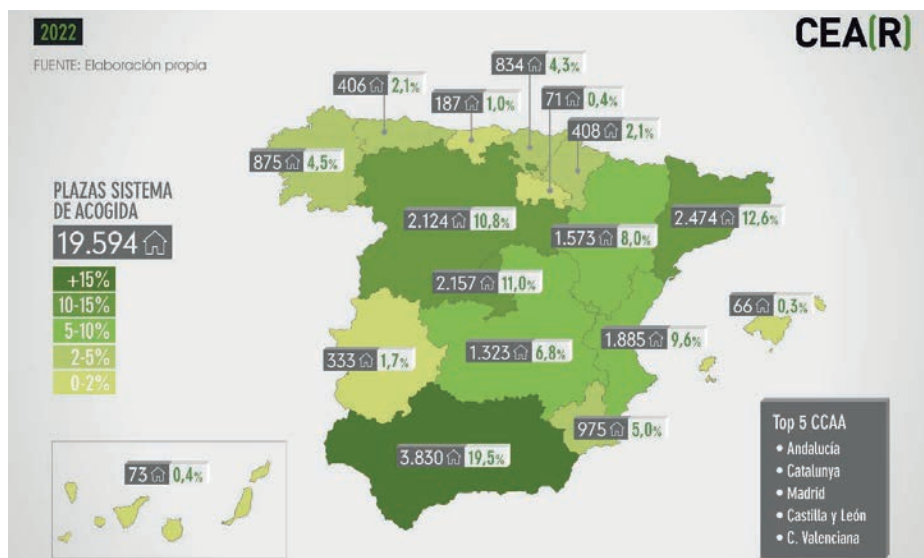 2022
CEA(R)
FUENTE: Elaboración propia
834 4,3%
406 2,1%
187 1,0%
71 0,4%
408 2,1%
875 4,5%
PLAZAS SISTEMA
DE ACOGIDA
19.594
+15%
10-15%
5-10%
2-5%
0-2%
2.124 10,8%
2.474 12,6%
1.573 8,0%
2.157 11,0%
66 0,3%
333 1,7%
1.323 6,8%
1.885 9,6%
975 5,0%
3.830 19,5%
73 0,4%
Top 5 CCAA
• Andalucía
• Catalunya
• Madrid
• Castilla y León
• C. Valenciana